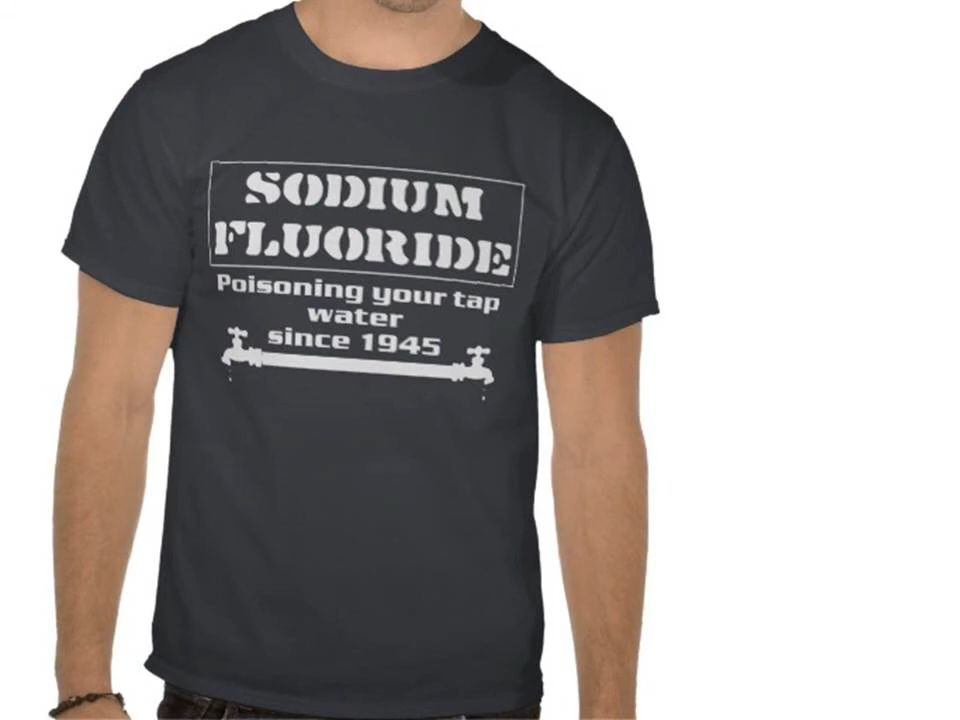 SODIUM
FLUORIDE
Poisoning your tap
water
since 1945